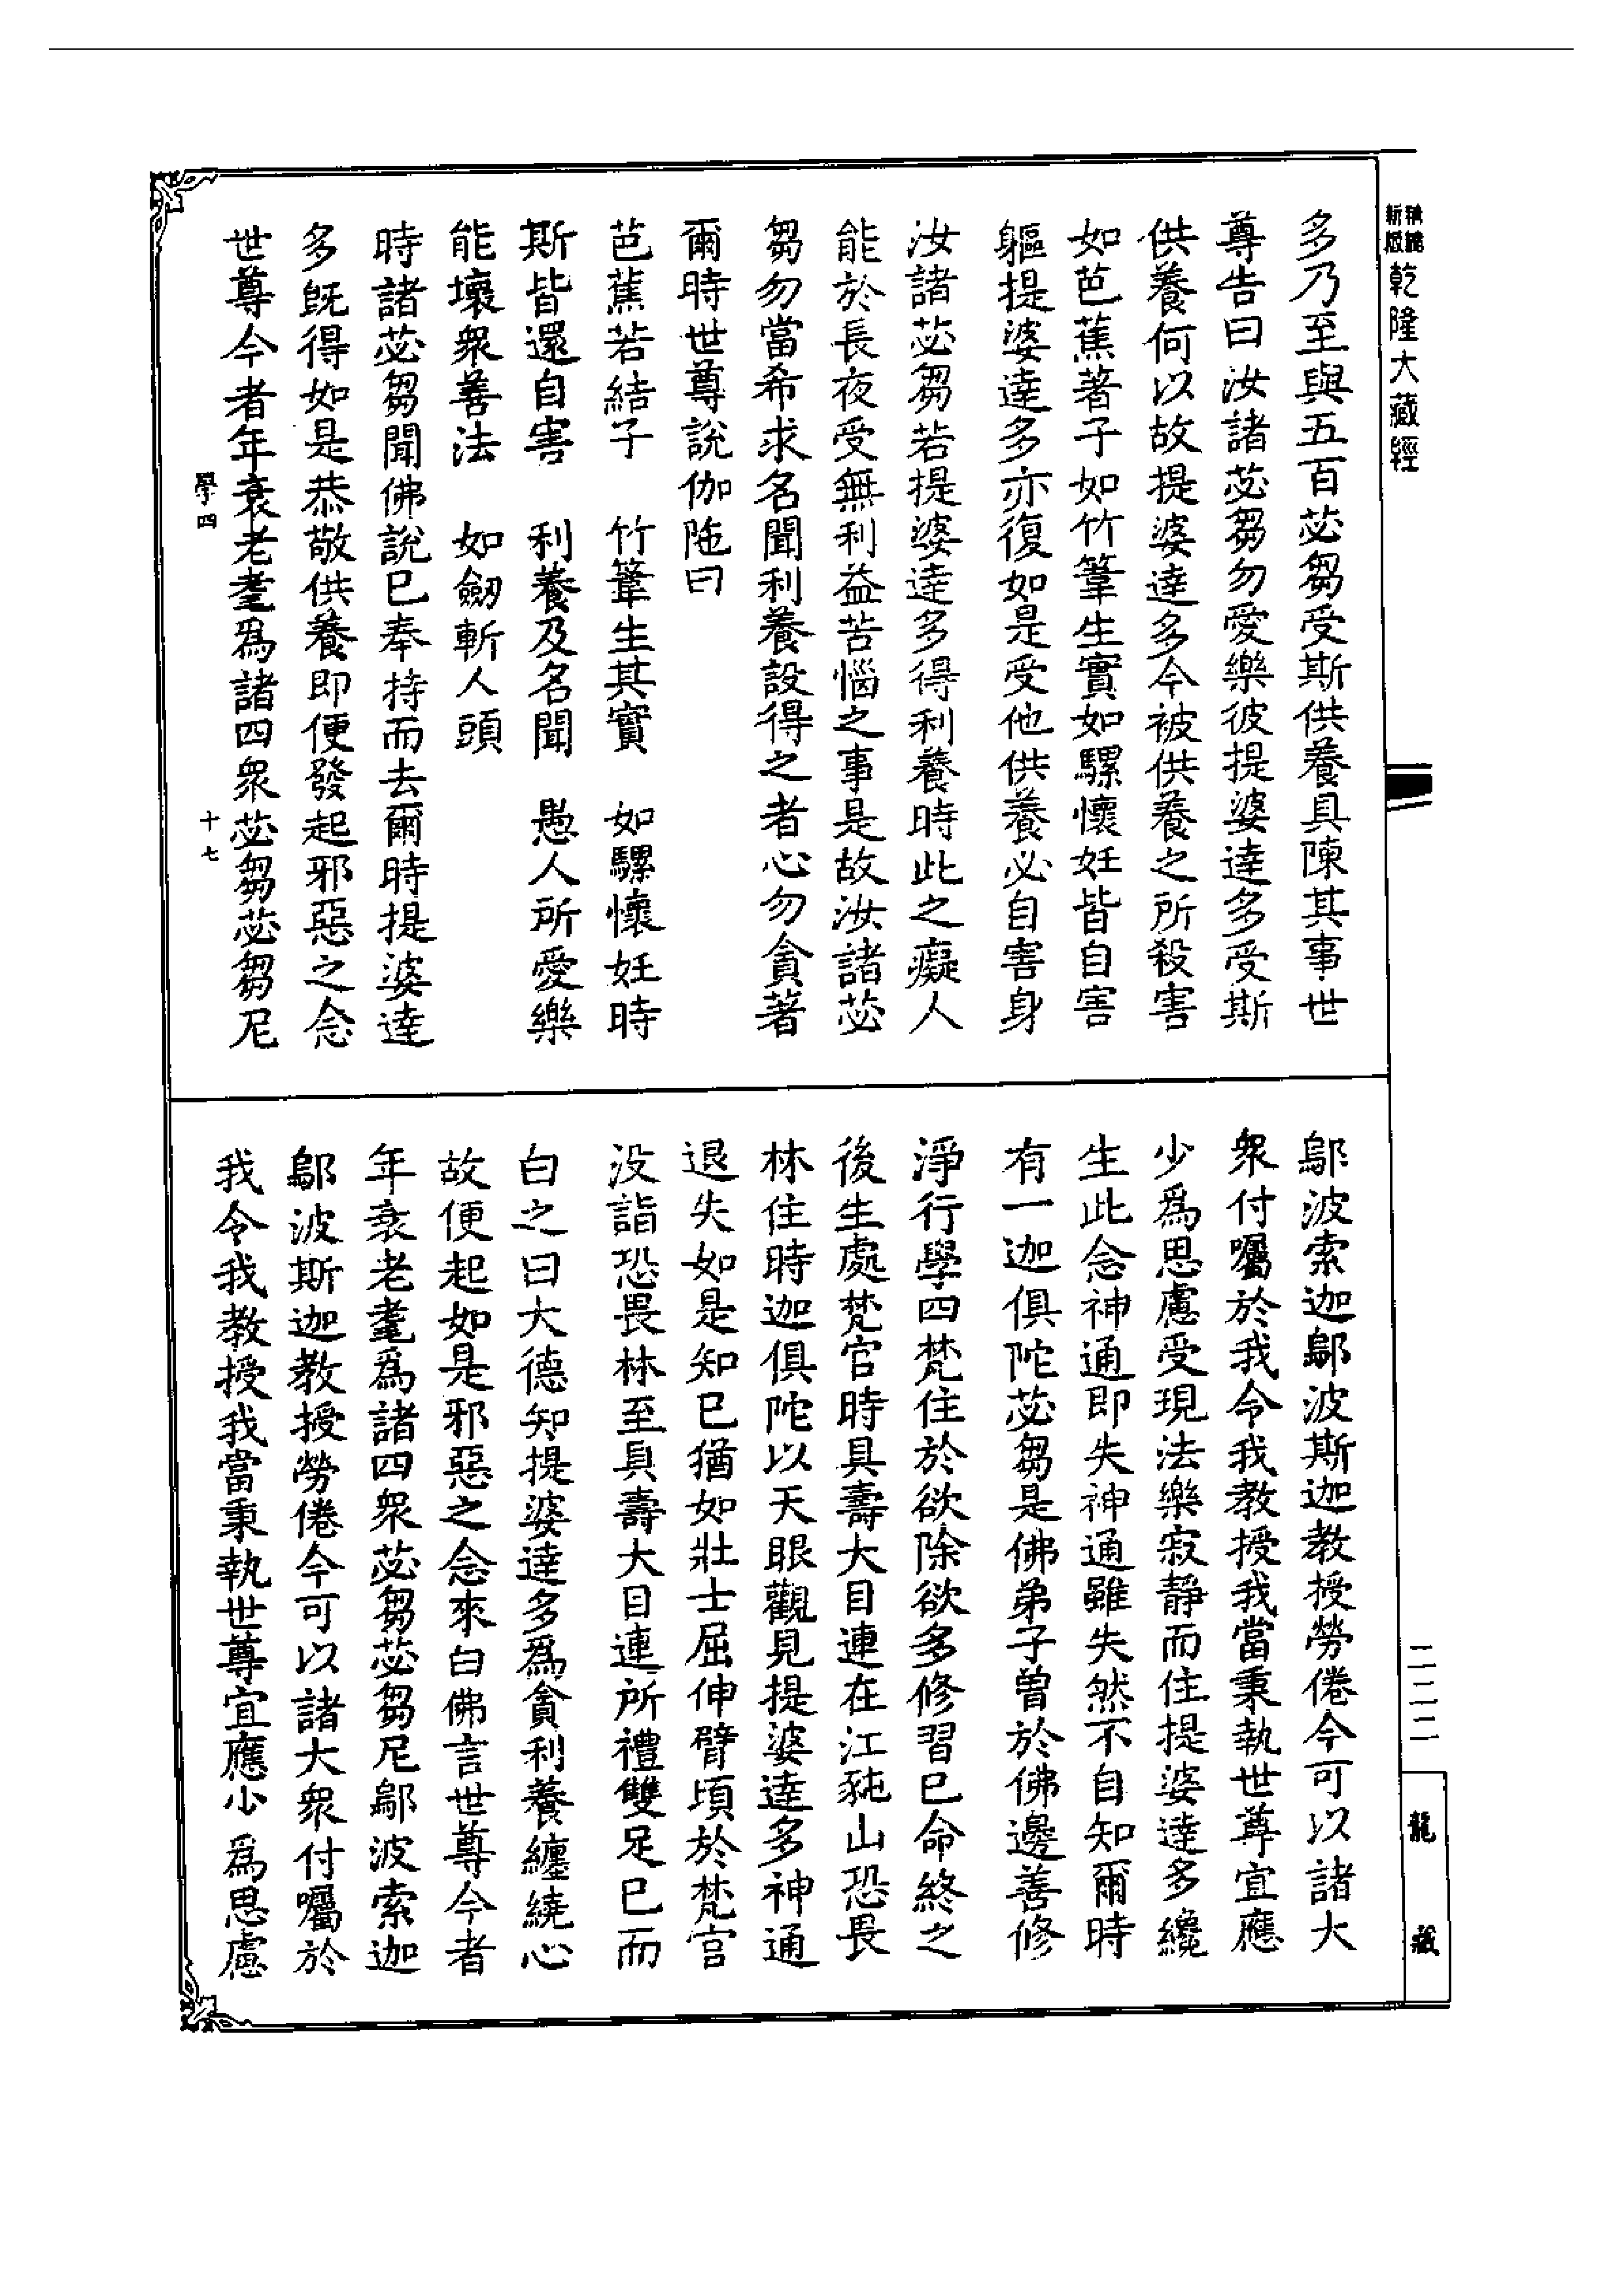 乾隆大藏經
多乃至與五百苾芻受斯供養具陳其事世
尊告曰汝諸苾芻勿愛樂彼提婆達多受斯
供養何以故提婆達多今被供養之所殺害
如芭蕉著子如竹葦生實如騾懷妊皆自害
軀提婆達多亦復如是受他供養必自害身
汝諸苾芻若提婆達多得利養時此之癡人
能於長夜受無利益苦惱之事是故汝諸苾
芻勿當希求名聞利養設得之者心勿貪著
爾時世尊說伽陁曰
芭蕉若結子　竹葦生其實　如騾懷妊時
斯皆還自害　利養及名聞　愚人所愛樂
能壞衆善法　如劒斬人頭
時諸苾芻聞佛說已奉持而去爾時提婆達
多旣得如是恭敬供養即便發起邪惡之念
世尊今者年衰老耄爲諸四衆苾芻苾芻尼
學四
十七
鄔波索迦鄔波斯迦教授勞倦今可以諸大
衆付囑於我令我教授我當秉執世尊宜應
少爲思慮受現法樂寂靜而住提婆達多纔
生此念神通即失神通雖失然不自知爾時
有一迦俱陀苾芻是佛弟子曾於佛邊善修
淨行學四梵住於欲除欲多修習已命終之
後生處梵官時具壽大目連在江㹠山恐畏
林住時迦俱陀以天眼觀見提婆達多神通
退失如是知已猶如壯士屈伸臂頃於梵宫
没詣恐畏林至具壽大目連所禮雙足已而
白之曰大德知提婆達多爲貪利養纏繞心
故便起如是邪惡之念來白佛言世尊今者
年衰老耄爲諸四衆苾芻苾芻尼鄔波索迦
鄔波斯迦教授勞倦今可以諸大衆付囑於
我令我教授我當秉執世尊宜應少爲思慮
二二二
龍藏